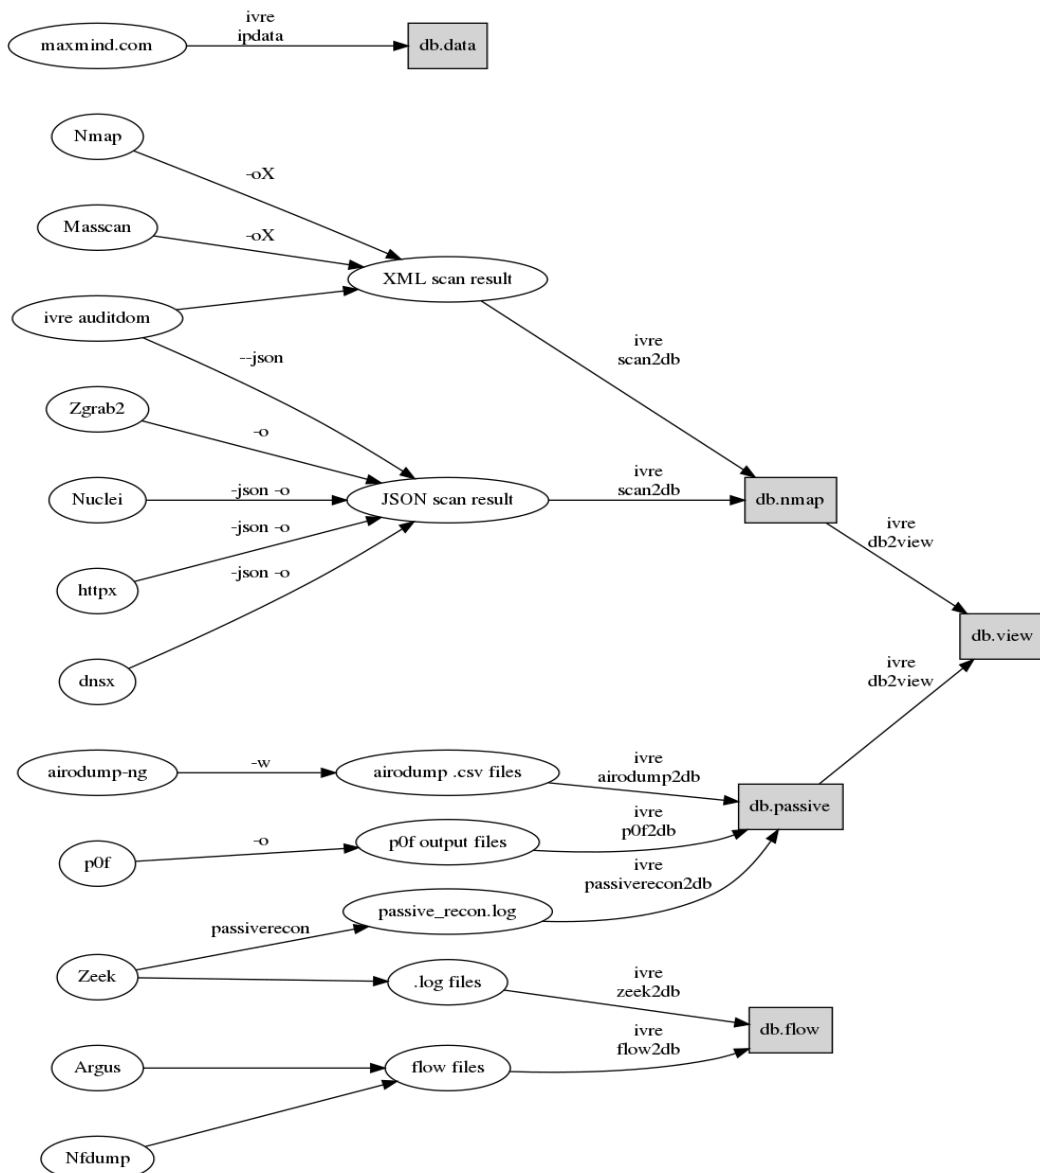 ivre
ipdata
maxmind.com
db.data
Nmap
-oX
Masscan
-oX
XML scan result
ivre auditdom
ivre
scan2db
--json
Zgrab2
-o
Nuclei
-json -o
JSON scan result
ivre
scan2db
db.nmap
-json -o
ivre
db2view
httpx
-json -o
db.view
dnsx
ivre
db2view
airodump-ng
-w
airodump .csv files
ivre
airodump2db
db.passive
p0f
-o
p0f output files
ivre
p0f2db
ivre
passiverecon2db
passiverecon
passive_recon.log
Zeek
.log files
ivre
zeek2db
db.flow
Argus
flow files
ivre
flow2db
Nfdump